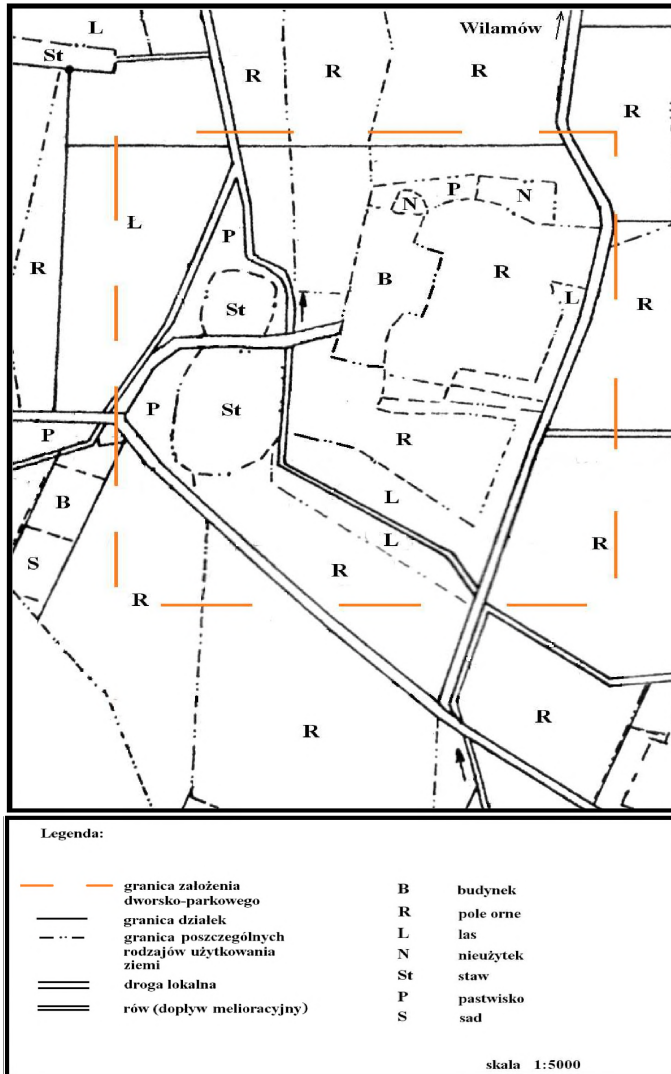 Wilamów
L
St
R
R
R
R
Ł
P
N
P
N
R
St
B
R
L
R
P
St
P
R
B
L
L
S
R
R
R
R
R
Legenda:
granica założenia
dworsko-parkowego
granica działek
granica poszczególnych
rodzajów użytkowania
ziemi
droga lokalna
rów (dopływ melioracyjny)
B budynek
R pole orne
L las
N nieużytek
St staw
P pastwisko
S sad
skala 1:5000